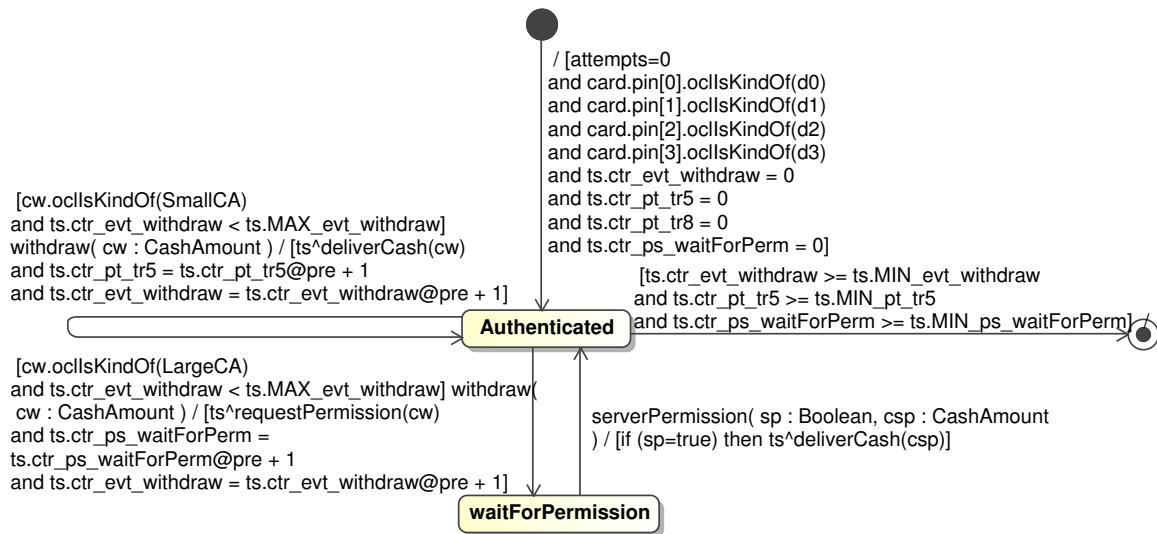 / [attempts=0
and card.pin[0].oclIsKindOf(d0)
and card.pin[1].oclIsKindOf(d1)
and card.pin[2].oclIsKindOf(d2)
and card.pin[3].oclIsKindOf(d3)
and ts.ctr_evt_withdraw = 0
and ts.ctr_pt_tr5 = 0
and ts.ctr_pt_tr8 = 0
and ts.ctr_ps_waitForPerm = 0]
[cw.oclIsKindOf(SmallCA)
and ts.ctr_evt_withdraw < ts.MAX_evt_withdraw]
withdraw( cw : CashAmount ) / [ts^deliverCash(cw)
and ts.ctr_pt_tr5 = ts.ctr_pt_tr5@pre + 1
and ts.ctr_evt_withdraw = ts.ctr_evt_withdraw@pre + 1]
[ts.ctr_evt_withdraw >= ts.MIN_evt_withdraw
and ts.ctr_pt_tr5 >= ts.MIN_pt_tr5
and ts.ctr_ps_waitForPerm >= ts.MIN_ps_waitForPerm] /
Authenticated
[cw.oclIsKindOf(LargeCA)
and ts.ctr_evt_withdraw < ts.MAX_evt_withdraw] withdraw(
cw : CashAmount ) / [ts^requestPermission(cw)
and ts.ctr_ps_waitForPerm =
ts.ctr_ps_waitForPerm@pre + 1
and ts.ctr_evt_withdraw = ts.ctr_evt_withdraw@pre + 1]
serverPermission( sp : Boolean, csp : CashAmount
) / [if (sp=true) then ts^deliverCash(csp)]
waitForPermission